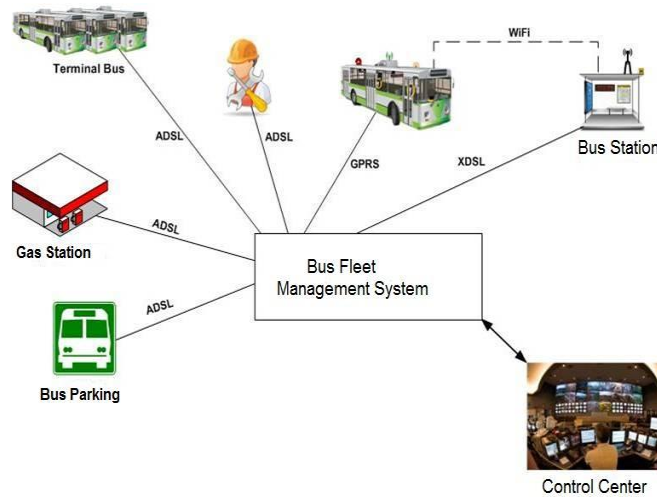 WiFi
Terminal Bus
ADSL
ADSL
GPRS
XDSL
Bus Station
ADSL
Gas Station
Bus Fleet
Management System
ADSL
Bus Parking
Control Center